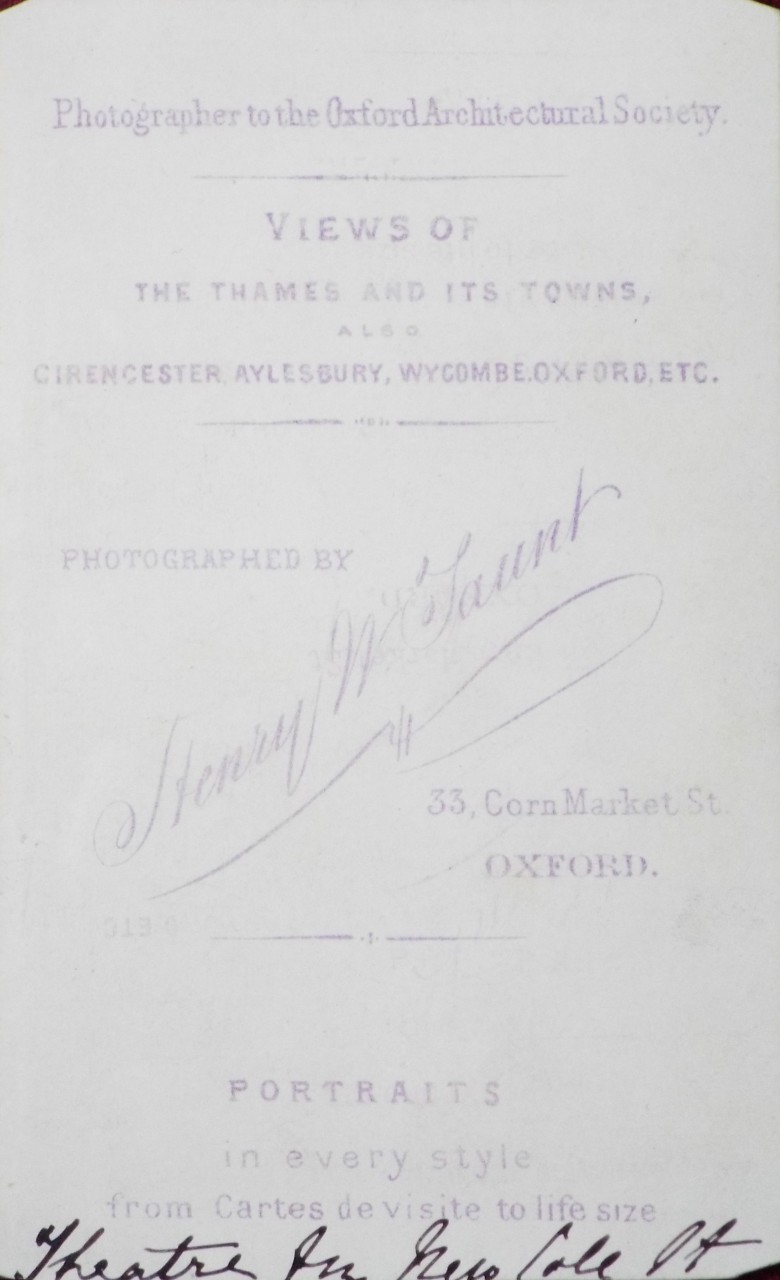 Photographer to the Oxford Architectural Society.
VIEWS OF
THE THAMES AND ITS TOWNS,
ALSO
CIRENCESTER, AYLESBURY, WYCOMBE.OXFORD, ETC.
PHOTOGRAPHED BY
Henry W Taunt
33, Corn Market St.
OXFORD.
PORTRAITS
in every style
from Cartes de visite to life size
Theatre New Cole